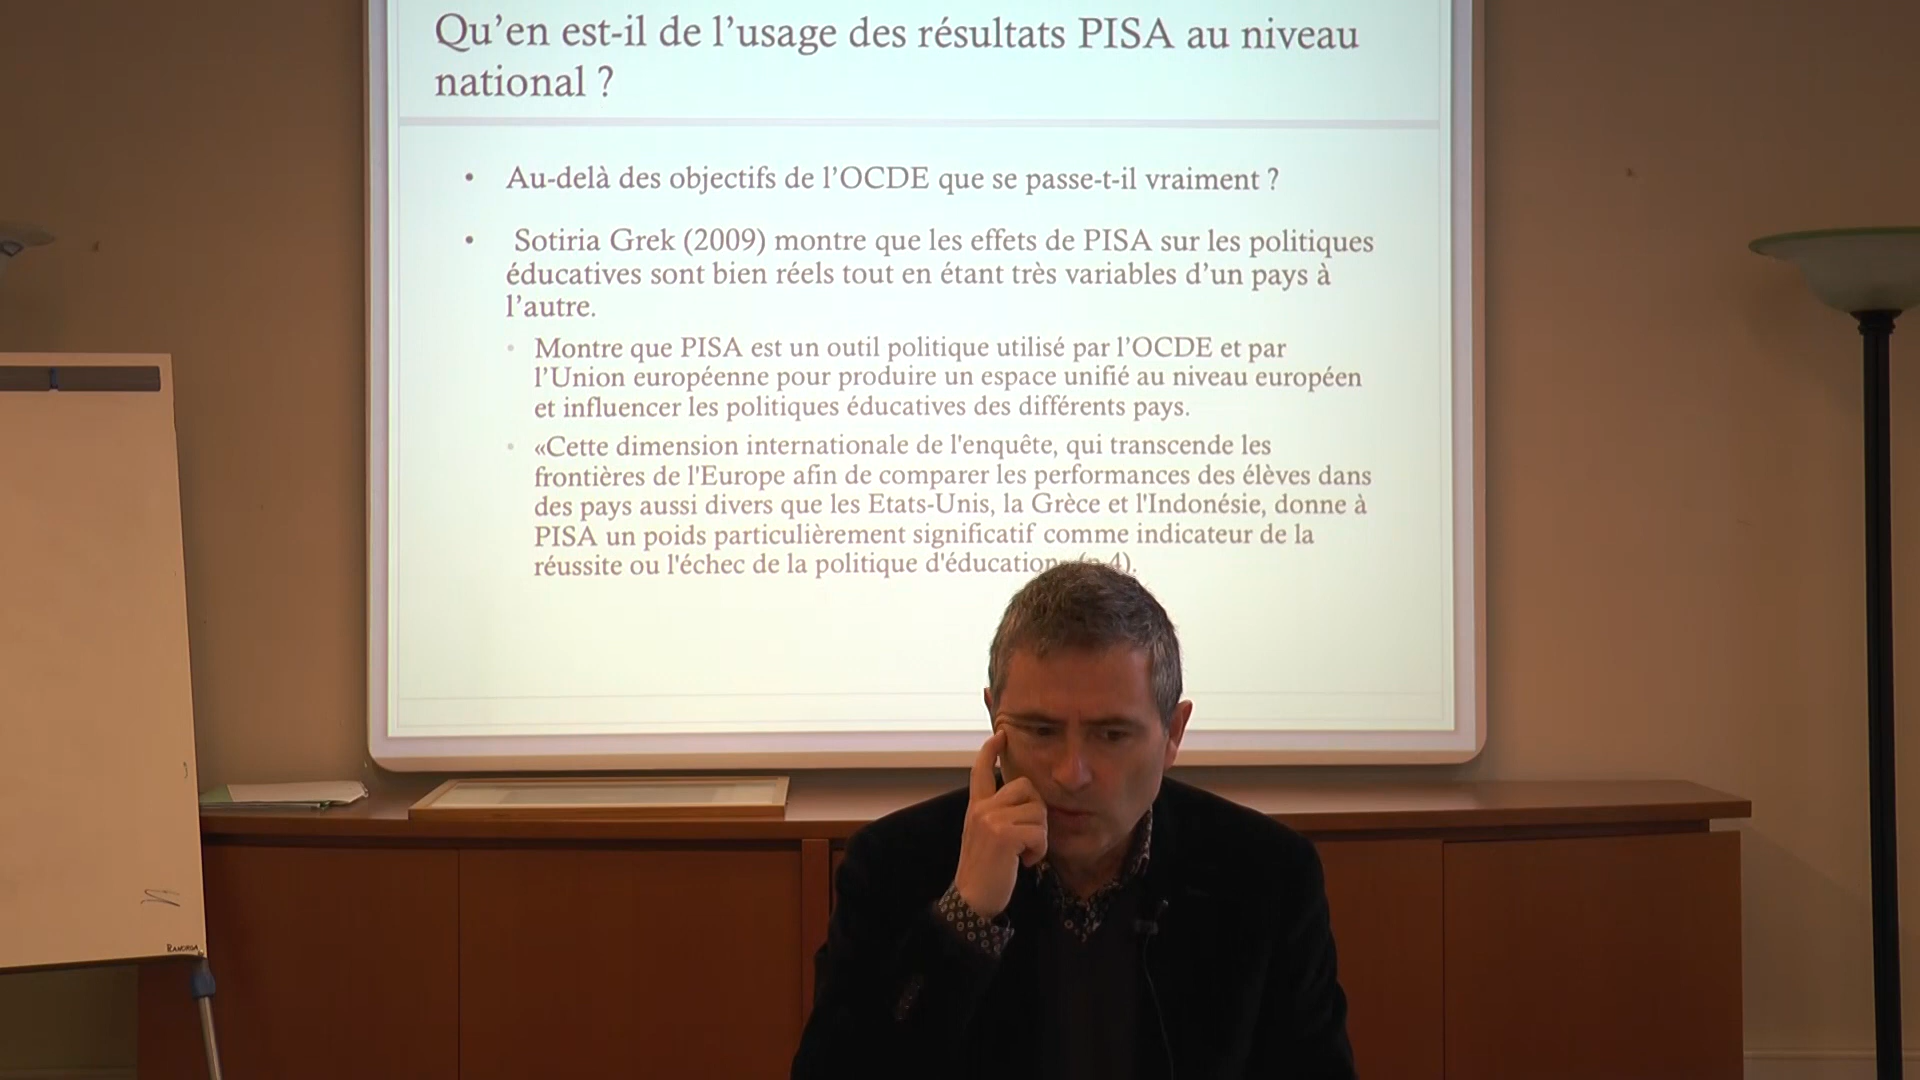 Qu’en est-il de l’usage des résultats PISA au niveau
national ?
• Au-delà des objectifs de l’OCDE que se passe-t-il vraiment ?
• Sotiria Grek (2009) montre que les effets de PISA sur les politiques
éducatives sont bien réels tout en étant très variables d’un pays à
l’autre.
• Montre que PISA est un outil politique utilisé par l’OCDE et par
l’Union européenne pour produire un espace unifié au niveau européen
et influencer les politiques éducatives des différents pays.
• «Cette dimension internationale de l'enquête, qui transcende les
frontières de l'Europe afin de comparer les performances des élèves dans
des pays aussi divers que les Etats-Unis, la Grèce et l'Indonésie, donne à
PISA un poids particulièrement significatif comme indicateur de la
réussite ou l'échec de la politique d'éducation 4).